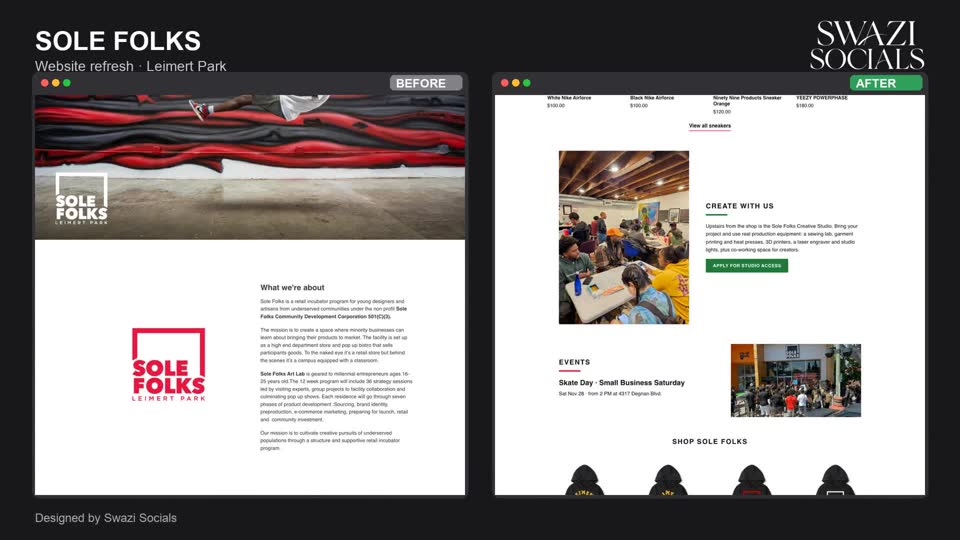 SOLE FOLKS
Website refresh · Leimert Park
SWAZI
SOCIALS
BEFORE
SOLE
FOLKS
LEIMERT PARK
SOLE
FOLKS
LEIMERT PARK
What we're about
Sole Folks is a retail incubator program for young designers and
artisans from underserved communities under the non profit Sole
Folks Community Development Corporation 501(C)(3).
The mission is to create a space where minority businesses can
learn about bringing their products to market. The facility is set up
as a high end department store and pop up bistro that sells
participants goods. To the naked eye it's a retail store but behind
the scenes it's a campus equipped with a classroom.
Sole Folks Art Lab is geared to millennial entrepreneurs ages 16-
25 years old.The 12 week program will include 36 strategy sessions
led by visiting experts, group projects to facility collaboration and
culminating pop up shows. Each residence will go through seven
phases of product development :Sourcing, brand identity,
preproduction, e-commerce marketing, preparing for launch, retail
and community investment.
Our mission is to cultivate creative pursuits of underserved
populations through a structure and supportive retail incubator
program.
AFTER
White Nike Airforce
$100.00
Black Nike Airforce
$100.00
Ninety Nine Products Sneaker
Orange
$120.00
YEEZY POWERPHASE
$180.00
View all sneakers
CREATE WITH US
Upstairs from the shop is the Sole Folks Creative Studio. Bring your
project and use real production equipment: a sewing lab, garment
printing and heat presses, 3D printers, a laser engraver and studio
lights, plus co-working space for creators.
APPLY FOR STUDIO ACCESS
EVENTS
Skate Day · Small Business Saturday
Sat Nov 28 · from 2 PM at 4317 Degnan Blvd.
SHOP SOLE FOLKS
Designed by Swazi Socials